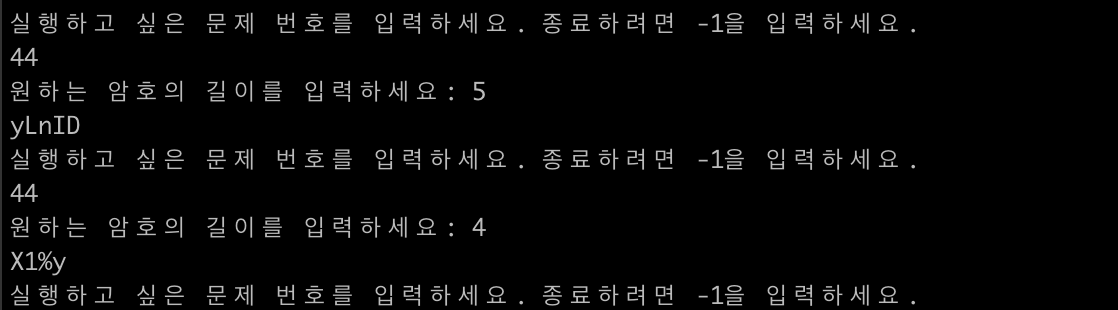 실행하고 싶은 문제 번호를 입력하세요. 종료하려면 -1을 입력하세요.
44
원하는 암호의 길이를 입력하세요: 5
yLnID
실행하고 싶은 문제 번호를 입력하세요. 종료하려면 -1을 입력하세요.
44
원하는 암호의 길이를 입력하세요: 4
X1%y
실행하고 싶은 문제 번호를 입력하세요. 종료하려면 -1을 입력하세요.